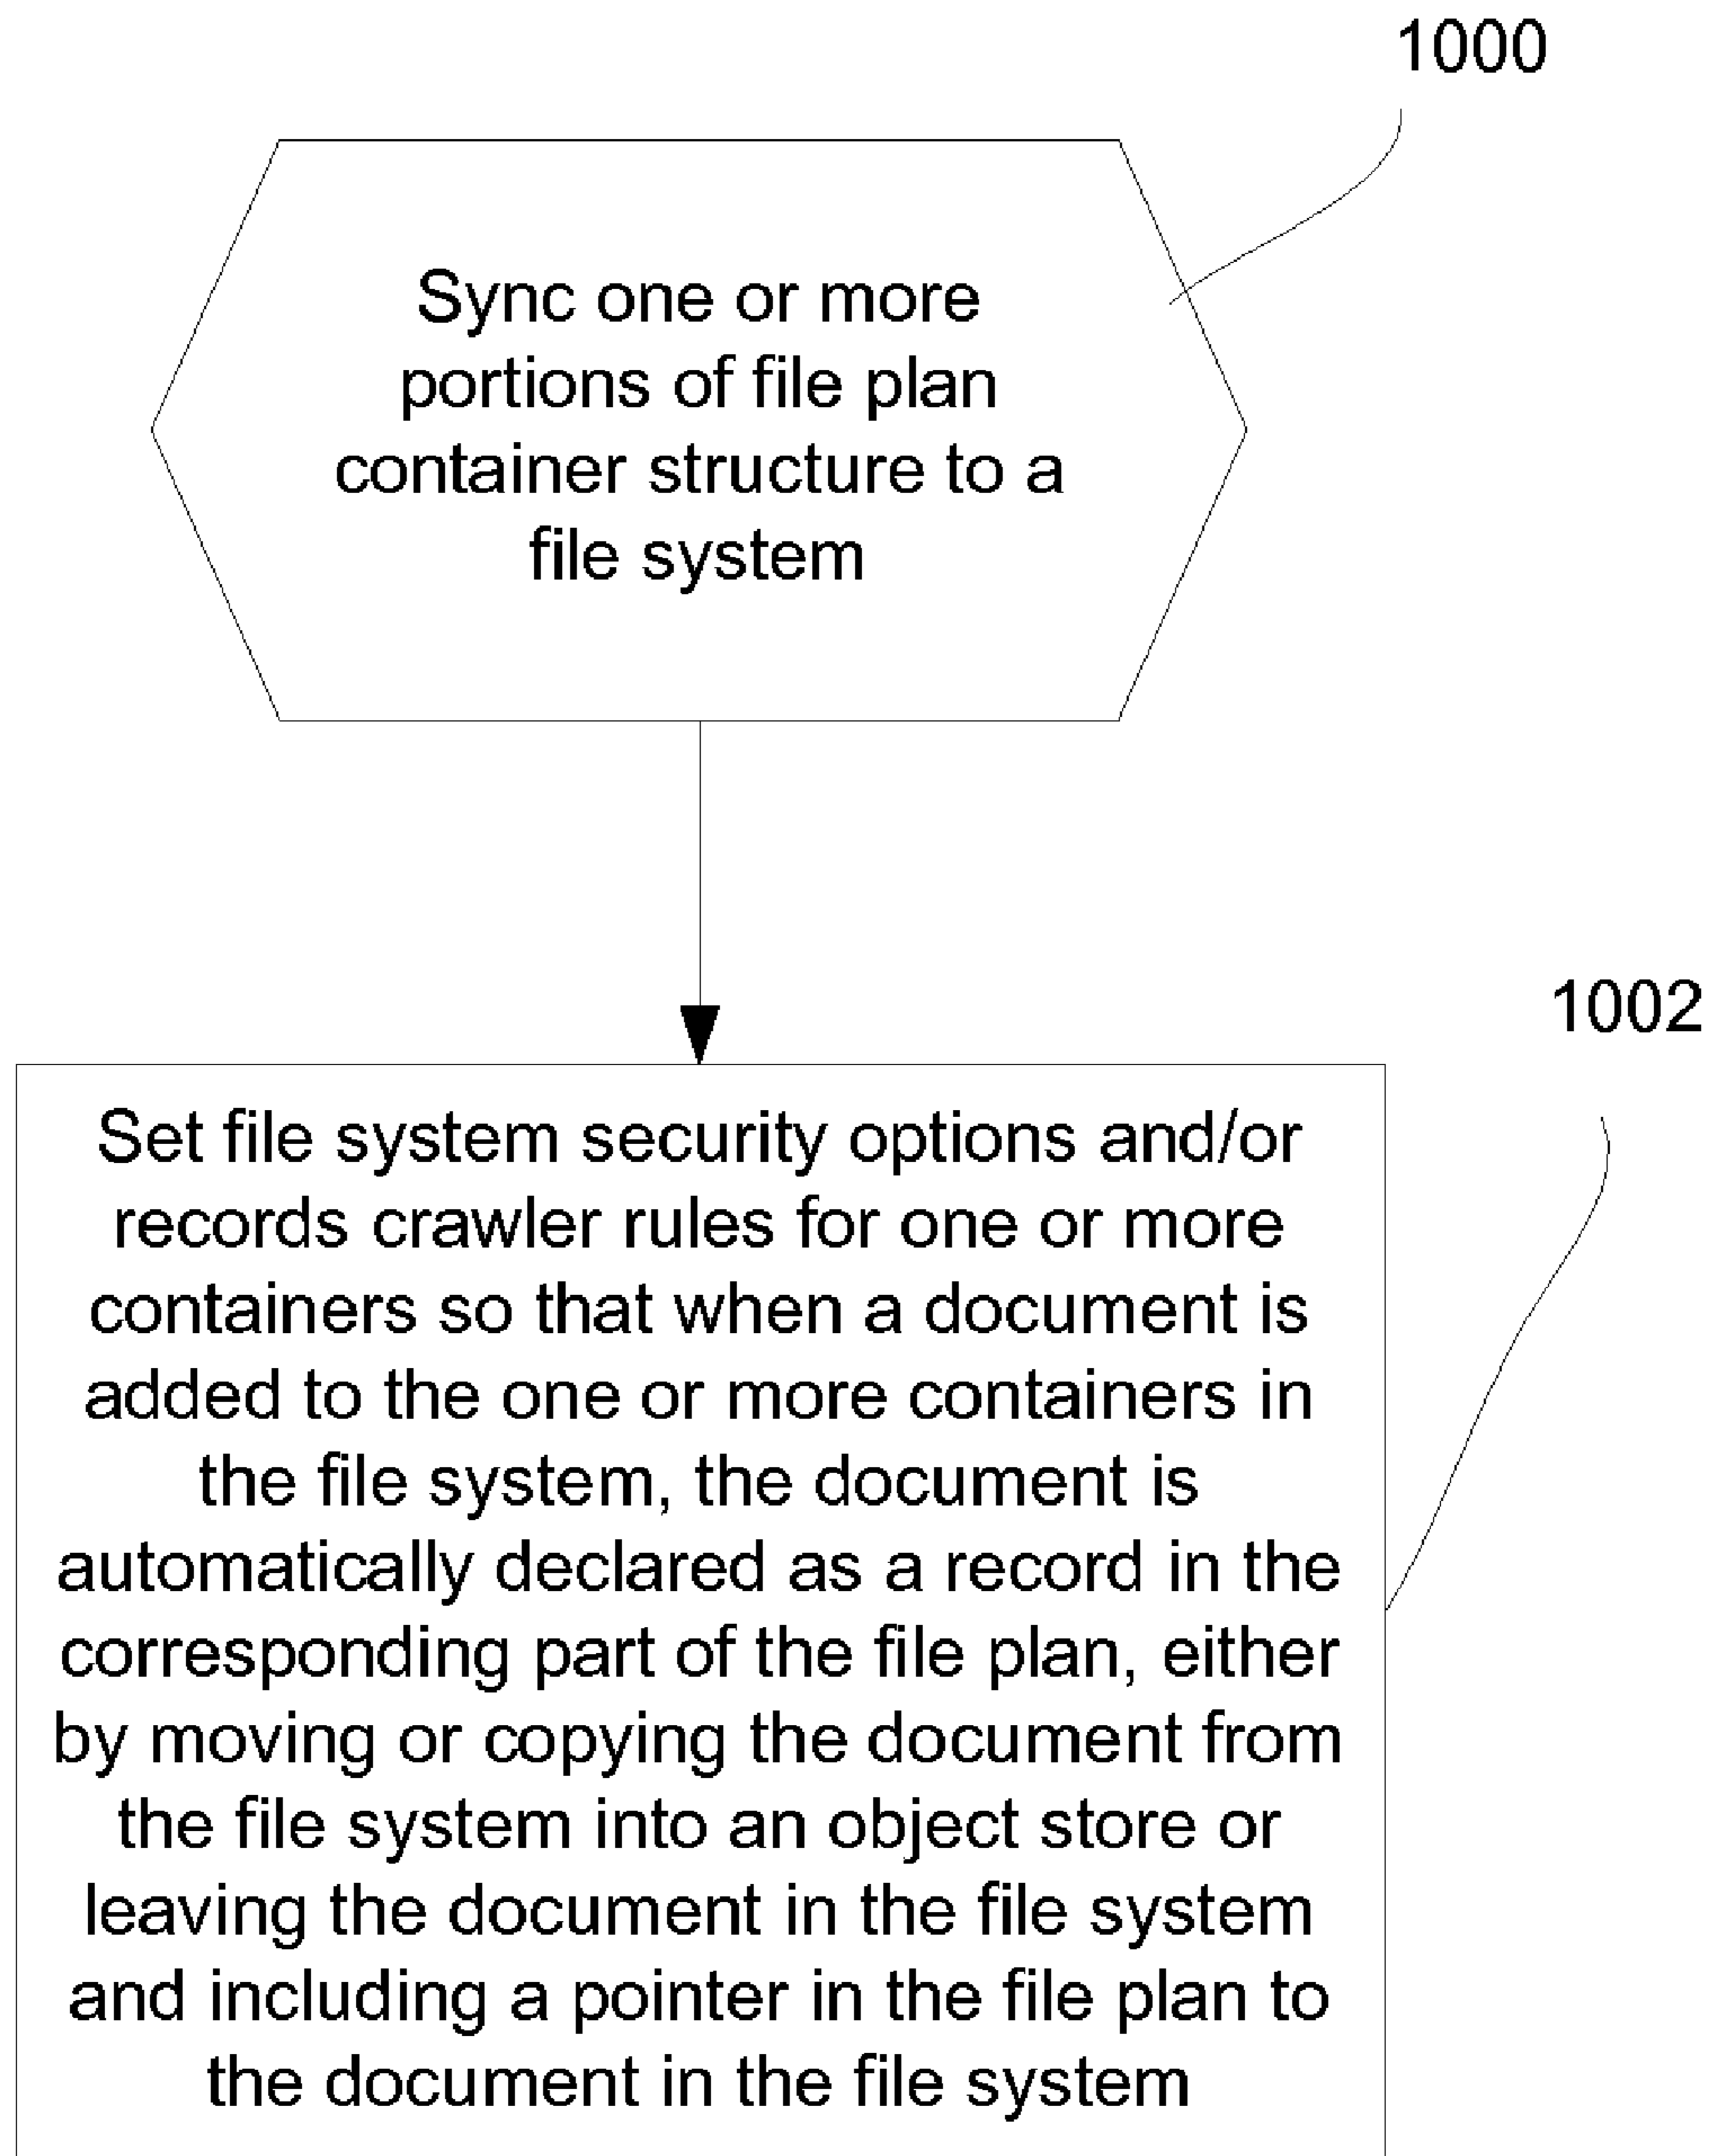 1000
Sync one or more
portions of file plan
container structure to a
file system
1002
Set file system security options and/or
records crawler rules for one or more
containers so that when a document is
added to the one or more containers in
the file system, the document is
automatically declared as a record in the
corresponding part of the file plan, either
by moving or copying the document from
the file system into an object store or
leaving the document in the file system
and including a pointer in the file plan to
the document in the file system